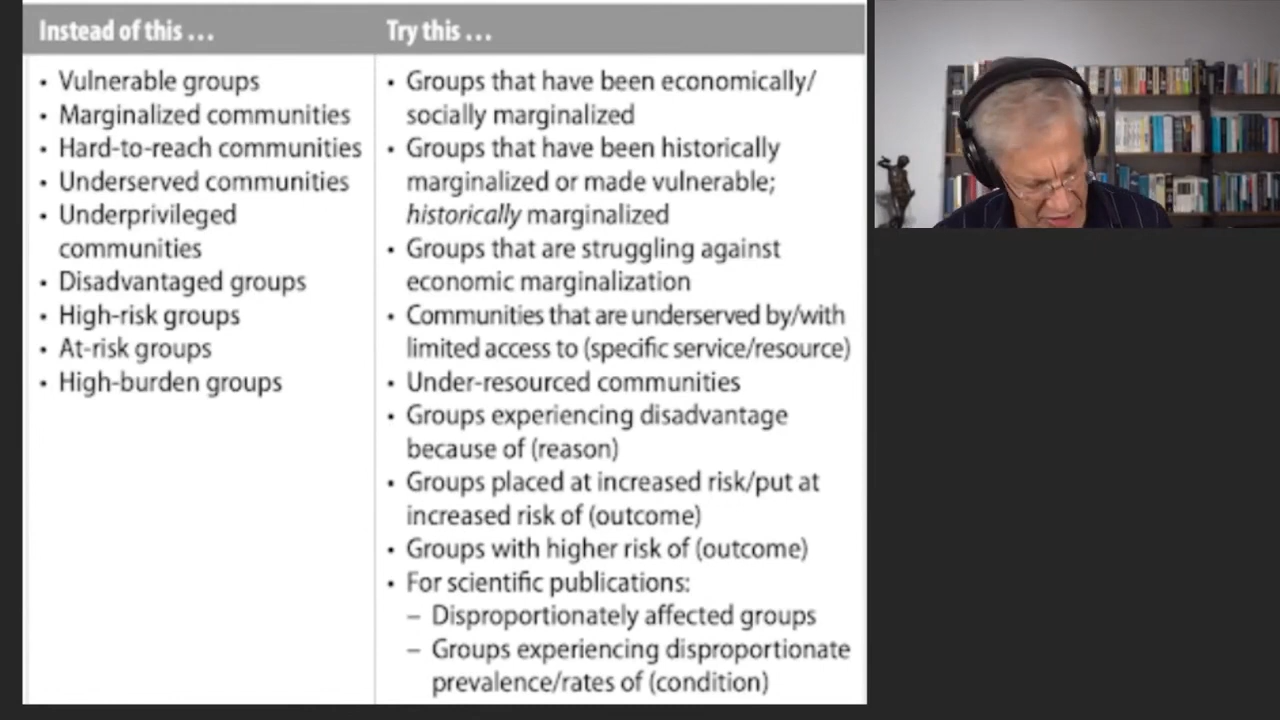 Instead of this …
Try this …
• Vulnerable groups
• Marginalized communities
• Hard-to-reach communities
• Underserved communities
• Underprivileged
communities
• Disadvantaged groups
• High-risk groups
• At-risk groups
• High-burden groups
• Groups that have been economically/
socially marginalized
• Groups that have been historically
marginalized or made vulnerable;
historically marginalized
• Groups that are struggling against
economic marginalization
• Communities that are underserved by/with
limited access to (specific service/resource)
• Under-resourced communities
• Groups experiencing disadvantage
because of (reason)
• Groups placed at increased risk/put at
increased risk of (outcome)
• Groups with higher risk of (outcome)
• For scientific publications:
– Disproportionately affected groups
– Groups experiencing disproportionate
prevalence/rates of (condition)